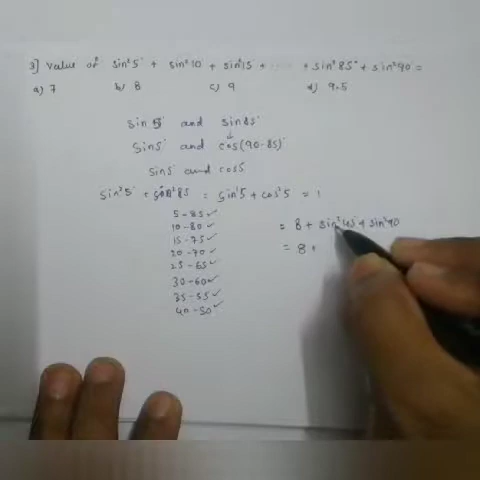 3] Value of sin²5° + sin²10 + sin²15 + ...... + sin²85° + sin²90° =
a) 7 b) 8 c) 9 d) 9.5
sin 5° and sin85°
sin5° and cos(90-85)°
sin5 and cos5
sin²5 + sin²85 = sin²5 + cos²5 = 1
5-85✓
10-80✓
15-75✓
20-70✓
25-65✓
30-60✓
35-55✓
40-50✓
= 8 + sin²45 + sin²90
= 8 +